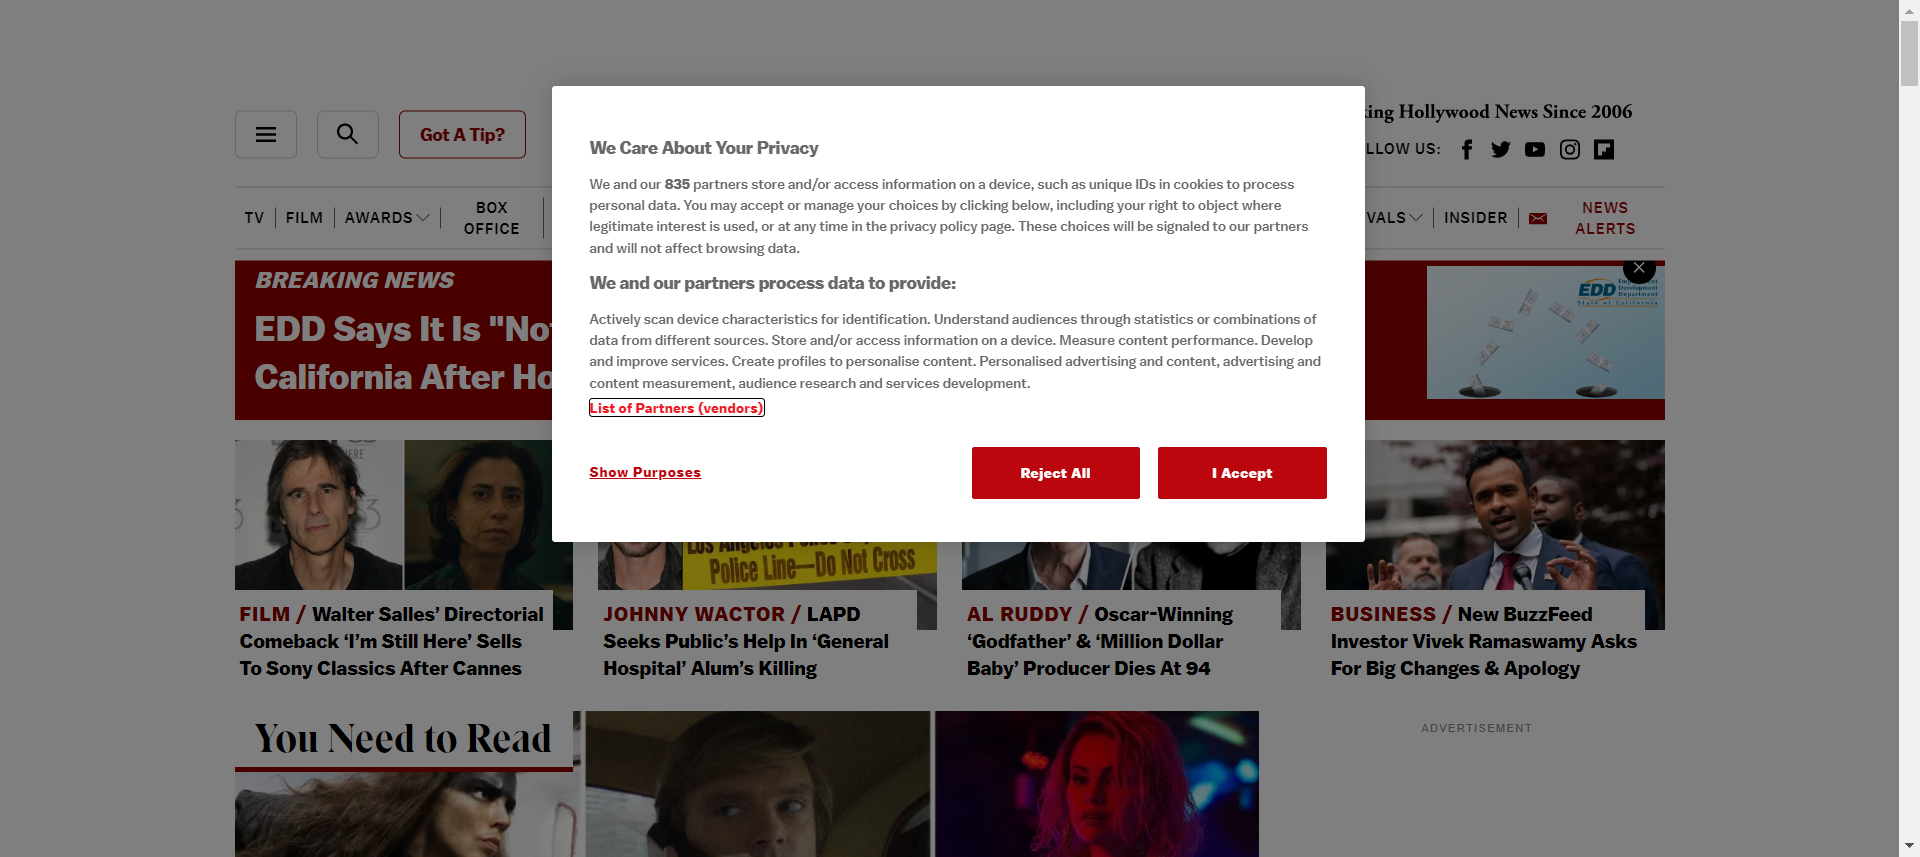 king Hollywood News Since 2006
Got A Tip?
LLOW US:
TV
FILM
AWARDS
BOX
OFFICE
VALS
INSIDER
NEWS
ALERTS
BREAKING NEWS
EDD Says It Is "No
California After Ho
EDD
Development
Department
State of California
We Care About Your Privacy
We and our 835 partners store and/or access information on a device, such as unique IDs in cookies to process
personal data. You may accept or manage your choices by clicking below, including your right to object where
legitimate interest is used, or at any time in the privacy policy page. These choices will be signaled to our partners
and will not affect browsing data.
We and our partners process data to provide:
Actively scan device characteristics for identification. Understand audiences through statistics or combinations of
data from different sources. Store and/or access information on a device. Measure content performance. Develop
and improve services. Create profiles to personalise content. Personalised advertising and content, advertising and
content measurement, audience research and services development.
List of Partners (vendors)
Show Purposes
Reject All
I Accept
Police Line—Do Not Cross
FILM / Walter Salles’ Directorial
Comeback ‘I’m Still Here’ Sells
To Sony Classics After Cannes
JOHNNY WACTOR / LAPD
Seeks Public’s Help In ‘General
Hospital’ Alum’s Killing
AL RUDDY / Oscar-Winning
‘Godfather’ & ‘Million Dollar
Baby’ Producer Dies At 94
BUSINESS / New BuzzFeed
Investor Vivek Ramaswamy Asks
For Big Changes & Apology
You Need to Read
ADVERTISEMENT